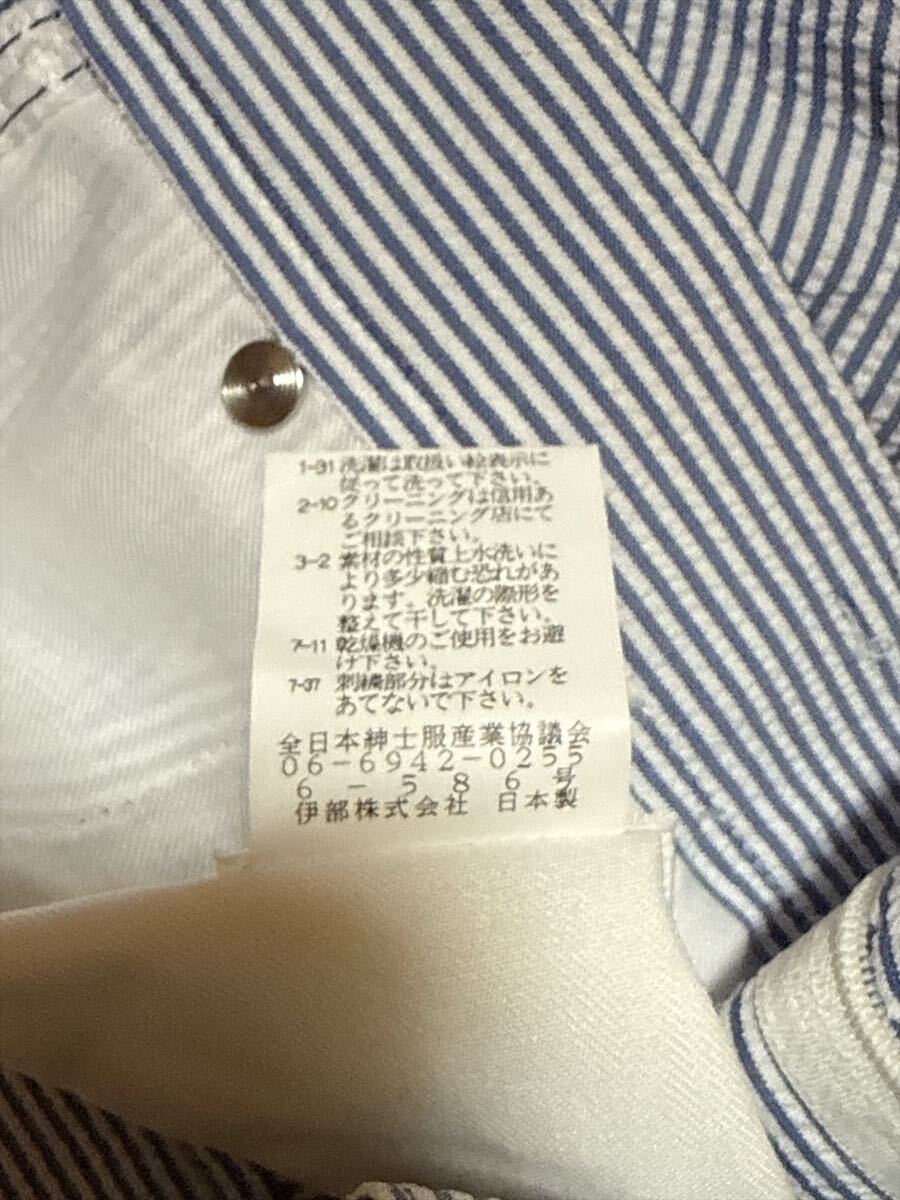 1-31 洗濯は取扱い絵表示に
従って洗って下さい。
2-10 クリーニングは信用あ
るクリーニング店にて
ご相談下さい。
3-2 素材の性質上水洗いに
より多少縮む恐れがあ
ります。洗濯の際形を
整えて干して下さい。
7-11 乾燥機のご使用をお避
け下さい。
7-37 刺繍部分はアイロンを
あてないで下さい。
全日本紳士服産業協議会
06-6942-0255
6-586号
伊部株式会社 日本製